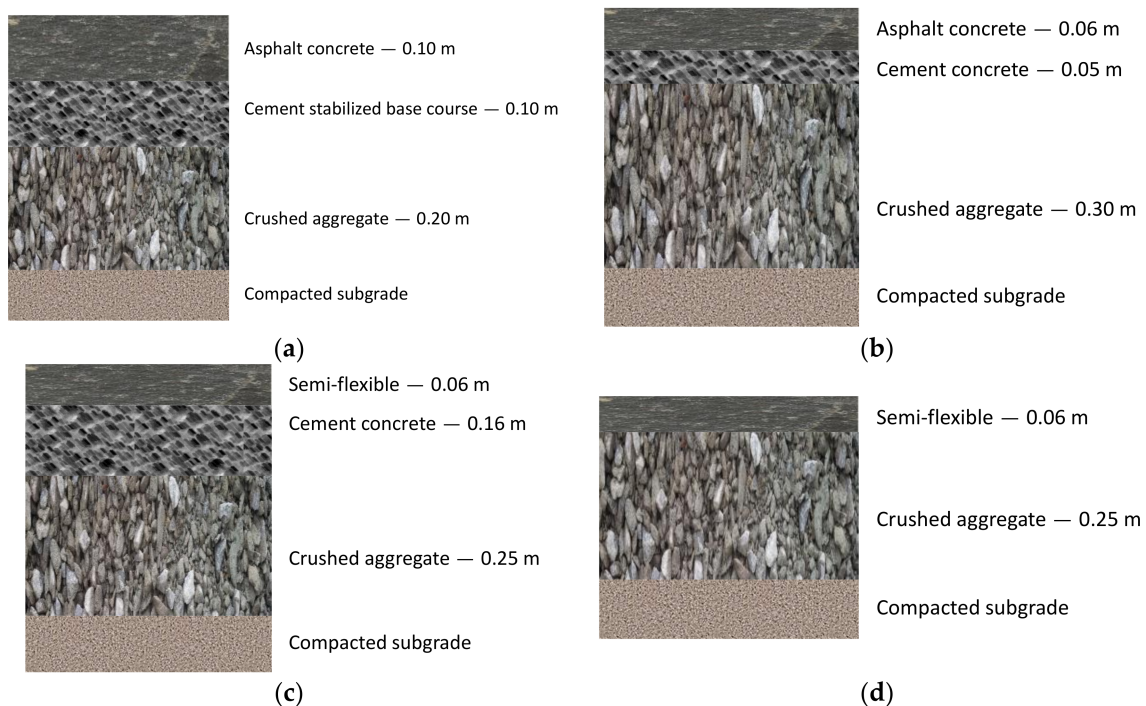 Asphalt concrete — 0.10 m
Cement stabilized base course — 0.10 m
Crushed aggregate — 0.20 m
Compacted subgrade
(a)
Asphalt concrete — 0.06 m
Cement concrete — 0.05 m
Crushed aggregate — 0.30 m
Compacted subgrade
(b)
Semi-flexible — 0.06 m
Cement concrete — 0.16 m
Crushed aggregate — 0.25 m
Compacted subgrade
(c)
Semi-flexible — 0.06 m
Crushed aggregate — 0.25 m
Compacted subgrade
(d)